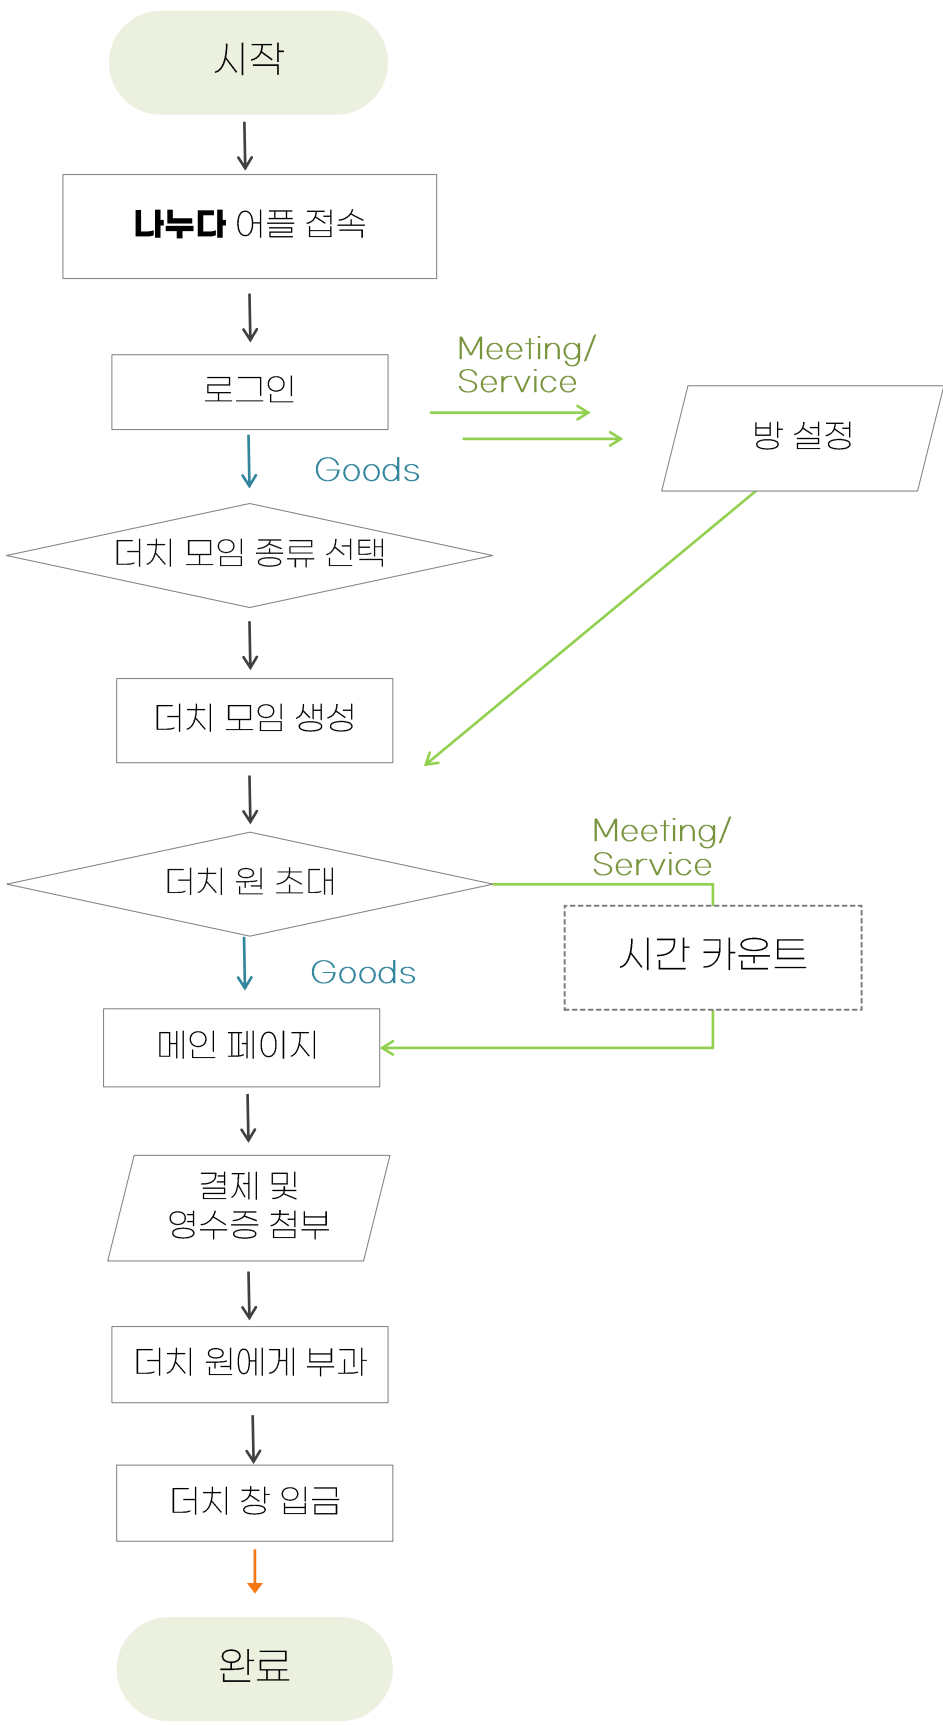 시작
나누다 어플 접속
로그인
Meeting/
Service
방 설정
Goods
더치 모임 종류 선택
더치 모임 생성
더치 원 초대
Meeting/
Service
시간 카운트
Goods
메인 페이지
결제 및
영수증 첨부
더치 원에게 부과
더치 창 입금
완료